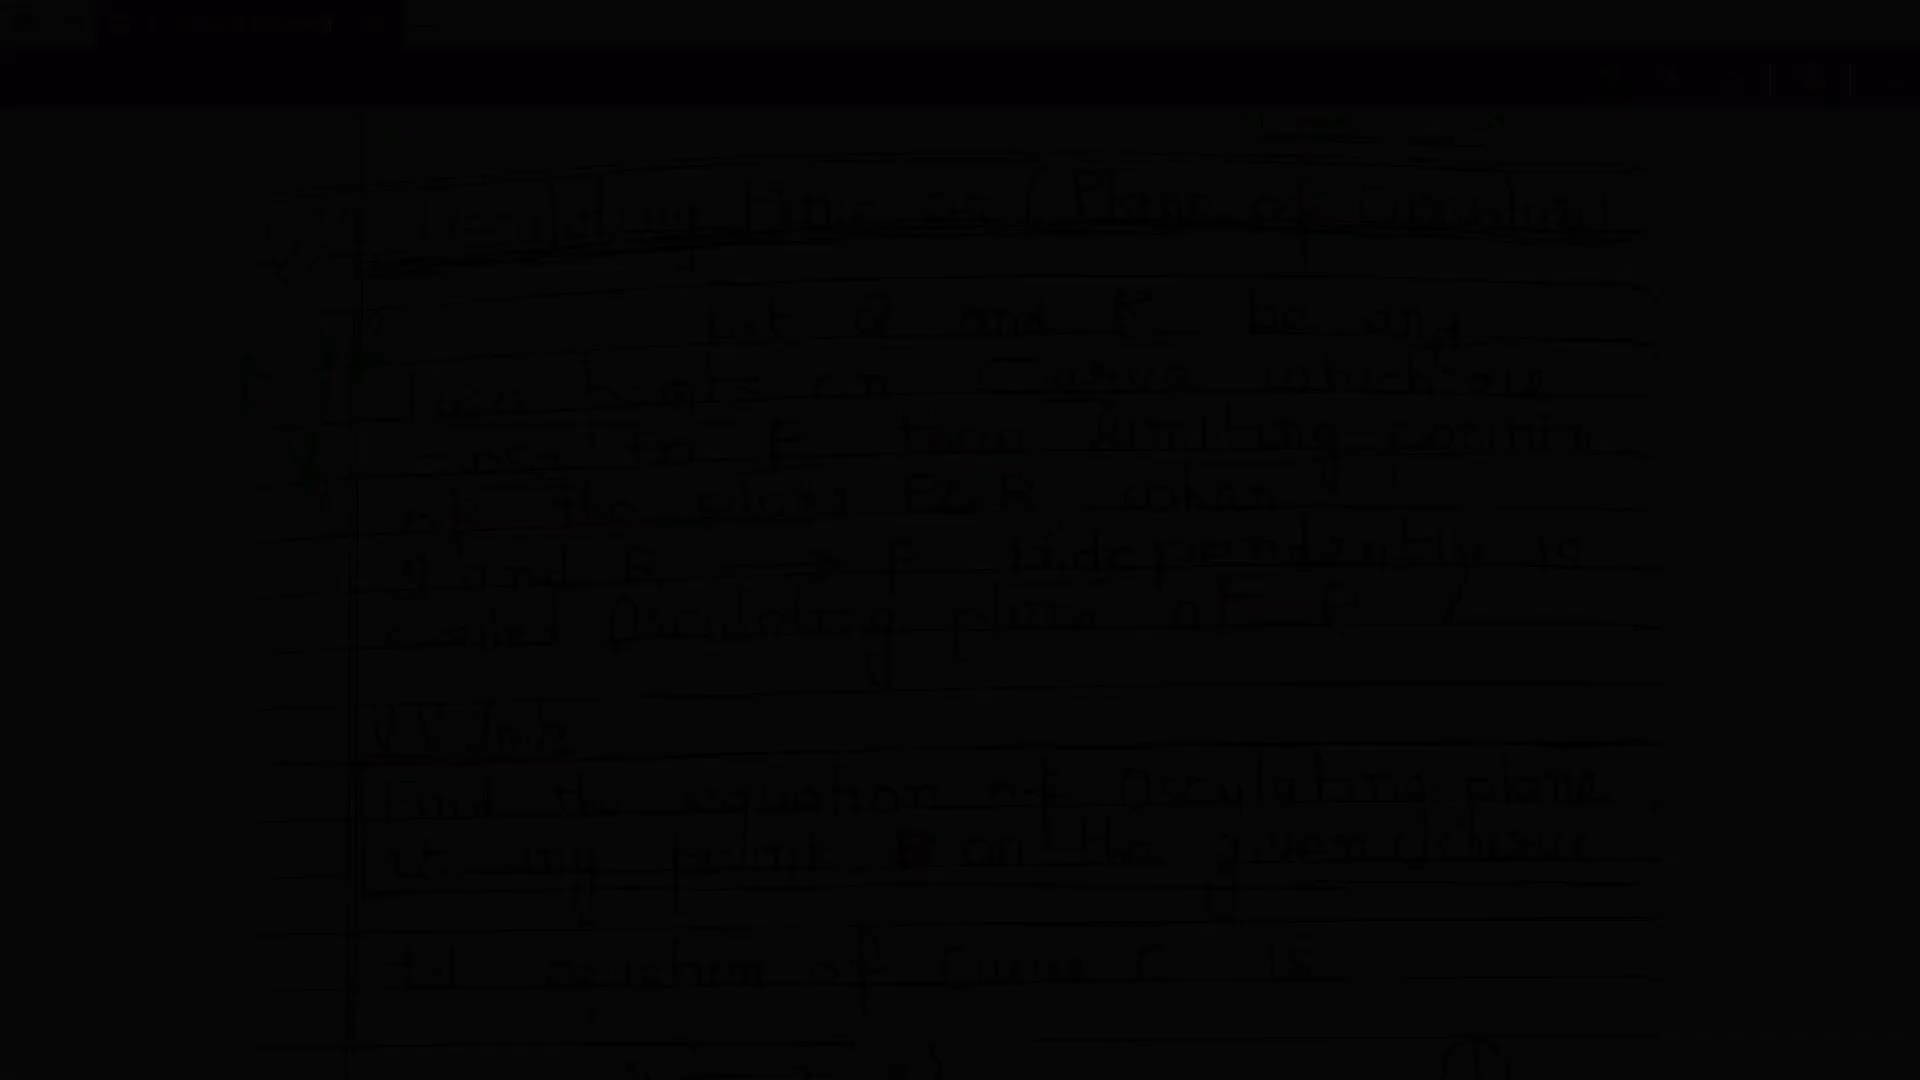 Osculating Plane or (Plane of Curvature)
Let Q and R be any
two points on Curve which are
to P then limiting position
of the plane PQR when
Q and R → P independently is
called Osculating plane at P
V.V. Imp
Find the equation of Osculating plane
at any point P on the given curve
Let equation of curve C is